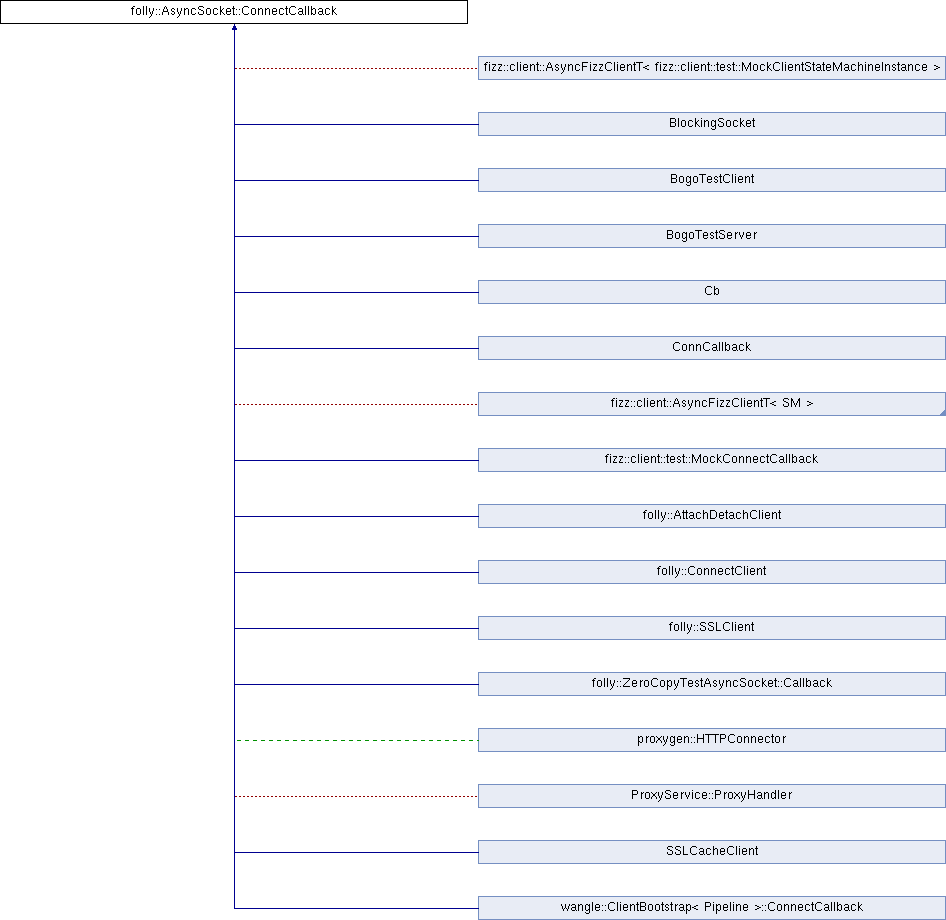 folly::AsyncSocket::ConnectCallback
fizz::client::AsyncFizzClientT< fizz::client::test::MockClientStateMachineInstance >
BlockingSocket
BogoTestClient
BogoTestServer
Cb
ConnCallback
fizz::client::AsyncFizzClientT< SM >
fizz::client::test::MockConnectCallback
folly::AttachDetachClient
folly::ConnectClient
folly::SSLClient
folly::ZeroCopyTestAsyncSocket::Callback
proxygen::HTTPConnector
ProxyService::ProxyHandler
SSLCacheClient
wangle::ClientBootstrap< Pipeline >::ConnectCallback